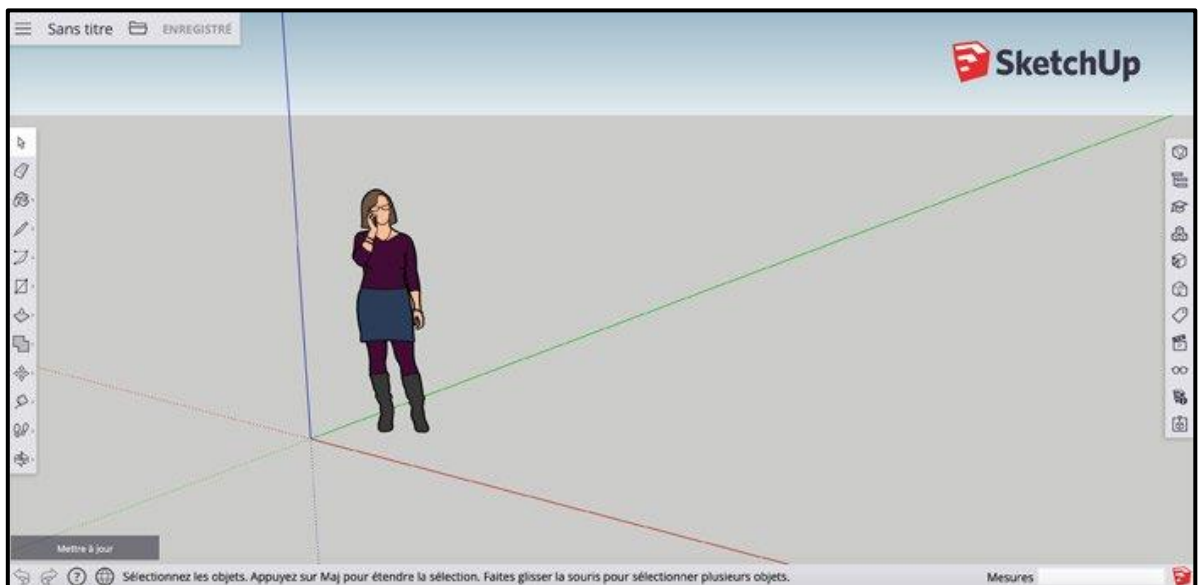 Sans titre ENREGISTRÉ
SketchUp
Mettre à jour
Sélectionnez les objets. Appuyez sur Maj pour étendre la sélection. Faites glisser la souris pour sélectionner plusieurs objets. Mesures